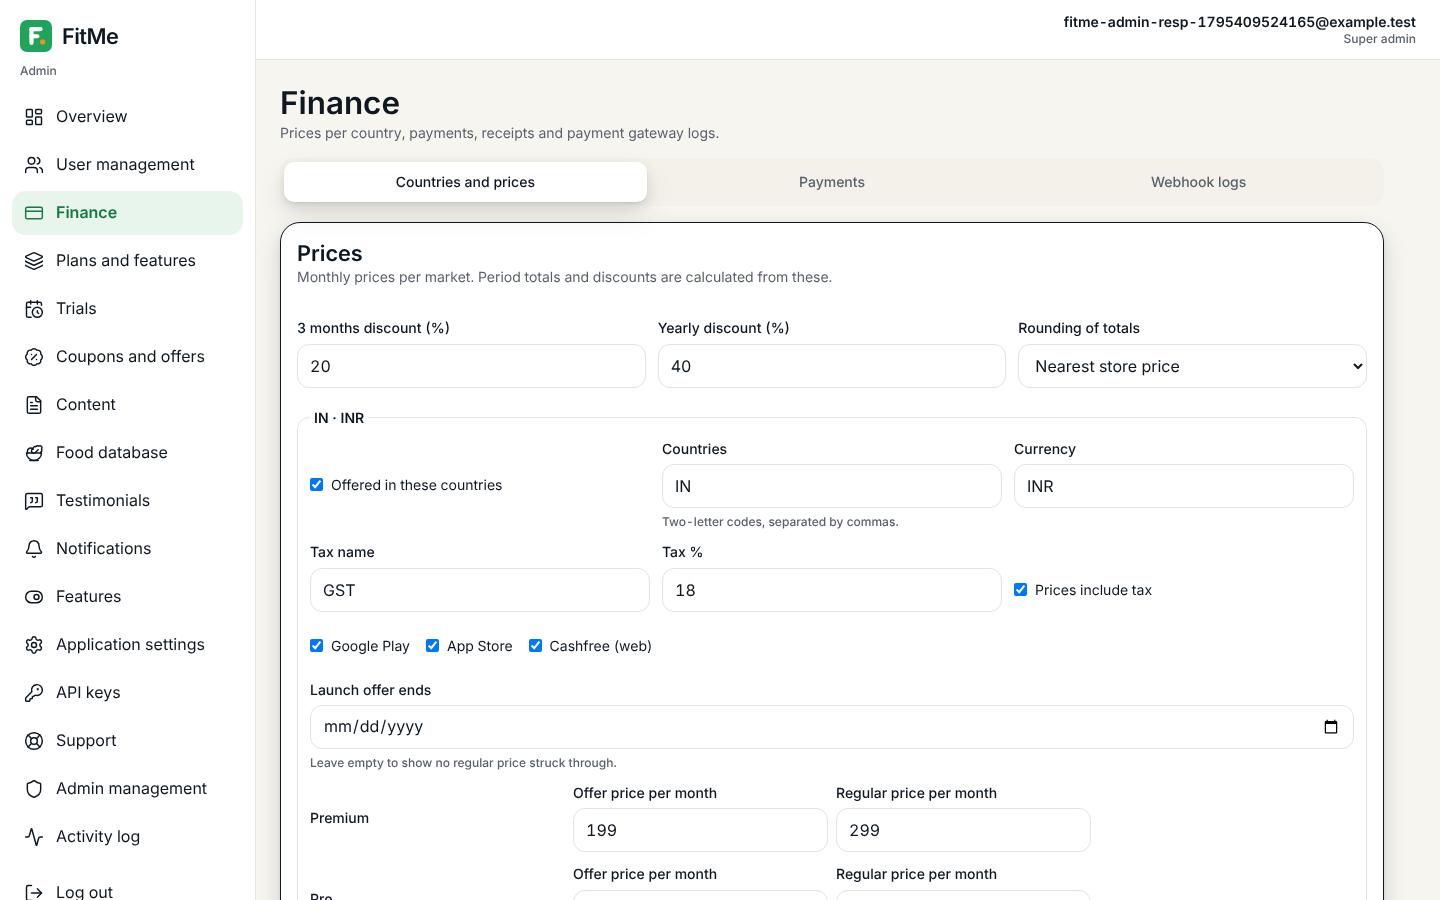 FitMe
Admin
Overview
User management
Finance
Plans and features
Trials
Coupons and offers
Content
Food database
Testimonials
Notifications
Features
Application settings
API keys
Support
Admin management
Activity log
Log out
fitme-admin-resp-1795409524165@example.test
Super admin
Finance
Prices per country, payments, receipts and payment gateway logs.
Countries and prices
Payments
Webhook logs
Prices
Monthly prices per market. Period totals and discounts are calculated from these.
3 months discount (%)
Yearly discount (%)
Rounding of totals
20
40
Nearest store price
IN · INR
Countries
Currency
Offered in these countries
IN
INR
Two-letter codes, separated by commas.
Tax name
Tax %
GST
18
Prices include tax
Google Play
App Store
Cashfree (web)
Launch offer ends
mm/dd/yyyy
Leave empty to show no regular price struck through.
Offer price per month
Regular price per month
Premium
199
299
Offer price per month
Regular price per month
Pro